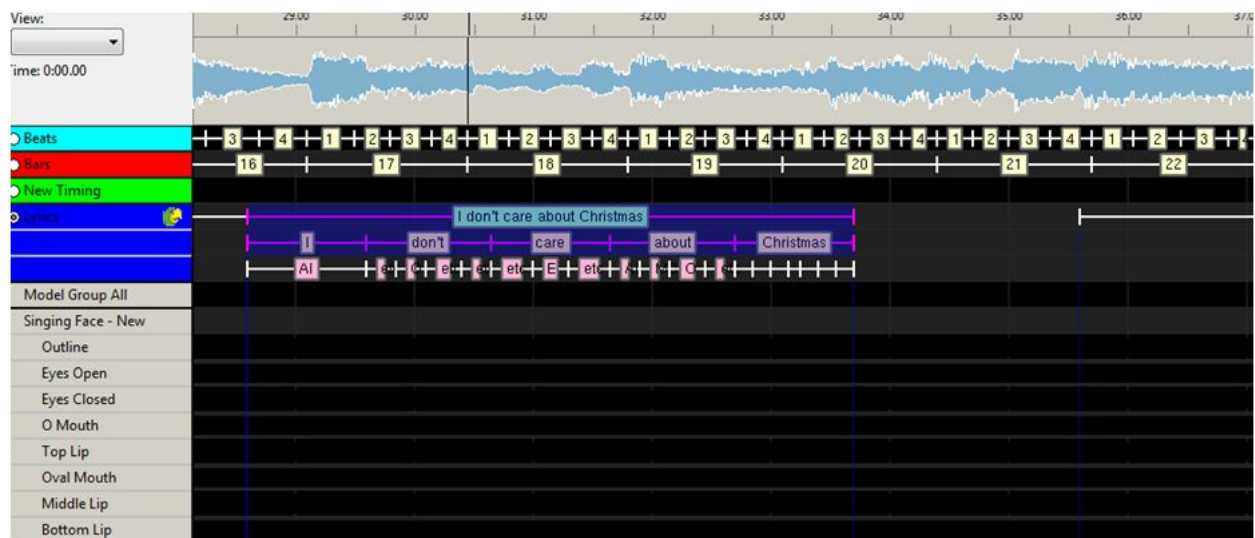 View:
Time: 0:00.00
29.00 30.00 31.00 32.00 33.00 34.00 35.00 36.00
Beats 3 4 1 2 3 4 1 2 3 4 1 2 3 4 1 2 3 4 1 2 3 4 1 2 3
Bars 16 17 18 19 20 21 22
New Timing
Lyrics I don't care about Christmas
I don't care about Christmas
AI E
Model Group All
Singing Face - New
Outline
Eyes Open
Eyes Closed
O Mouth
Top Lip
Oval Mouth
Middle Lip
Bottom Lip